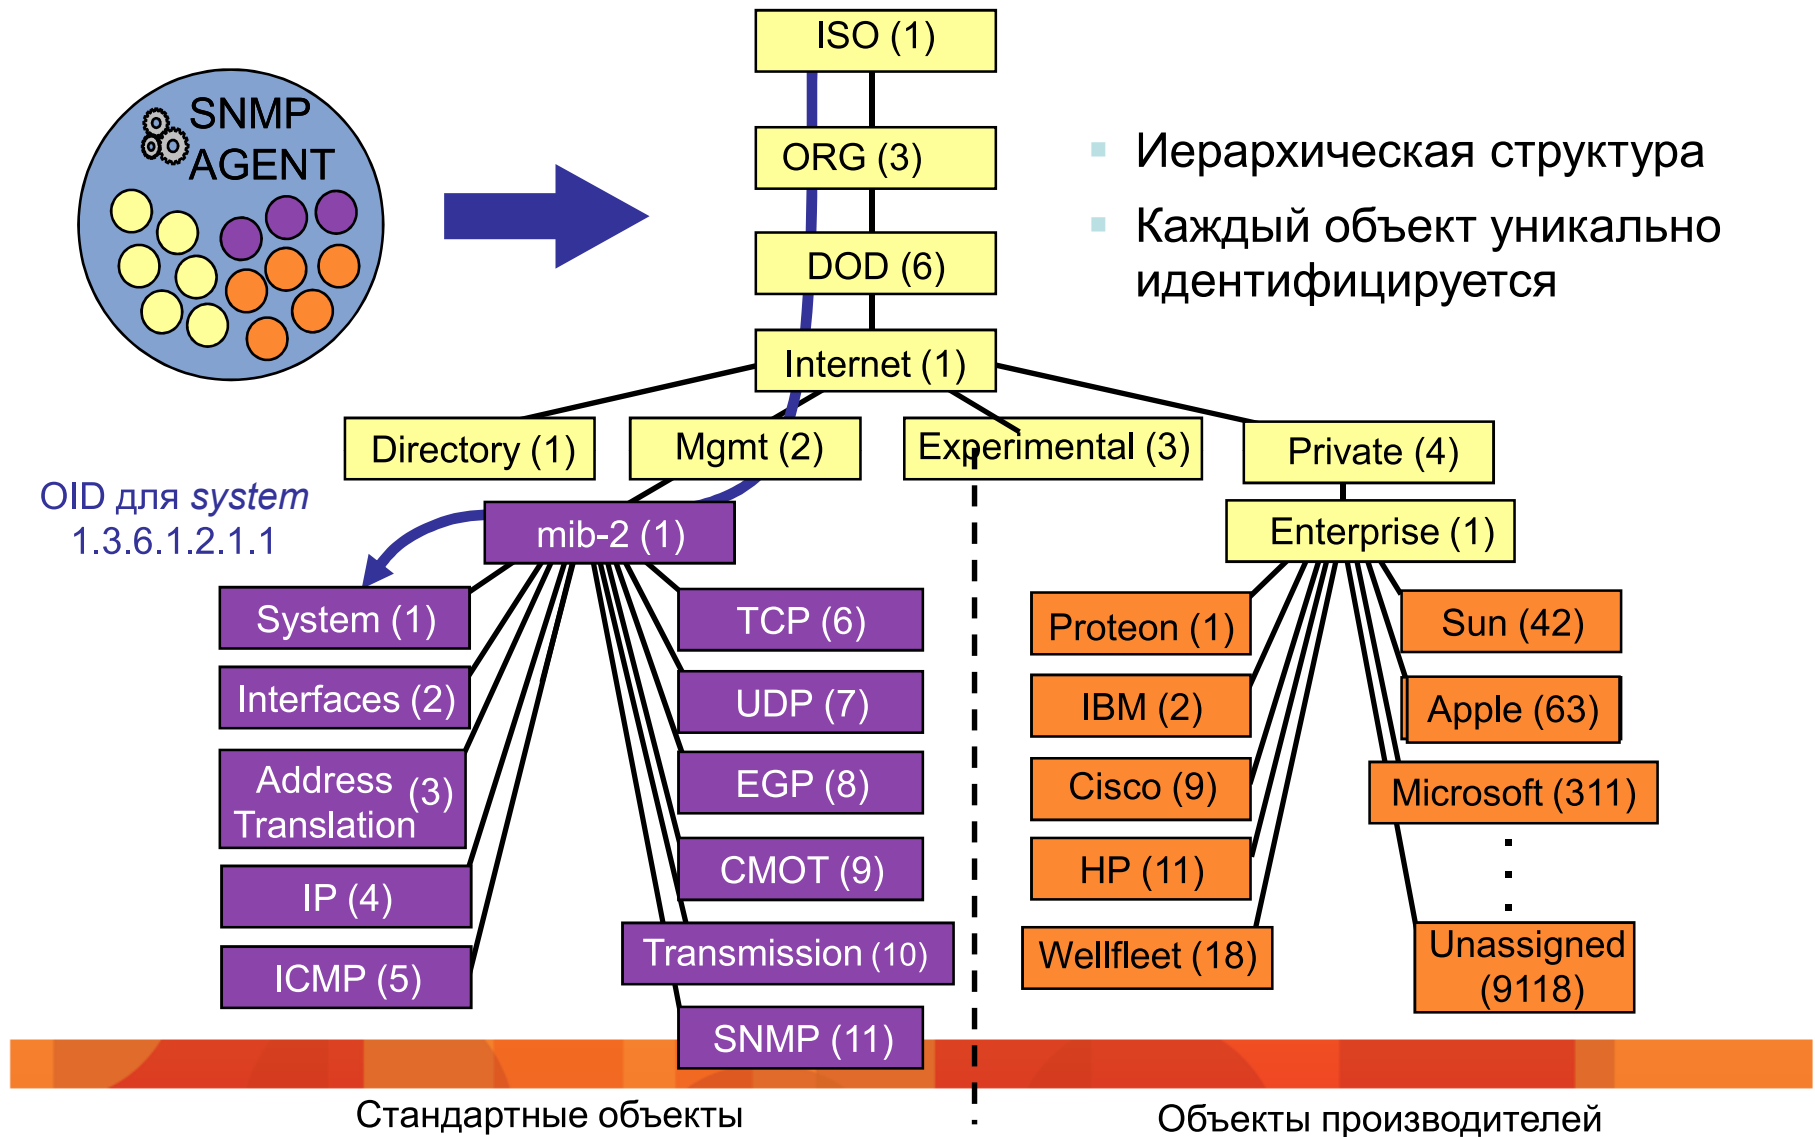 ISO (1)
SNMP
AGENT
ORG (3)
DOD (6)
Internet (1)
▪ Иерархическая структура
▪ Каждый объект уникально
идентифицируется
Directory (1)
Mgmt (2)
Experimental (3)
Private (4)
OID для system
1.3.6.1.2.1.1
mib-2 (1)
Enterprise (1)
System (1)
Interfaces (2)
Address (3)
Translation
IP (4)
ICMP (5)
TCP (6)
UDP (7)
EGP (8)
CMOT (9)
Transmission (10)
SNMP (11)
Proteon (1)
IBM (2)
Cisco (9)
HP (11)
Wellfleet (18)
Sun (42)
Apple (63)
Microsoft (311)
Unassigned
(9118)
Стандартные объекты
Объекты производителей